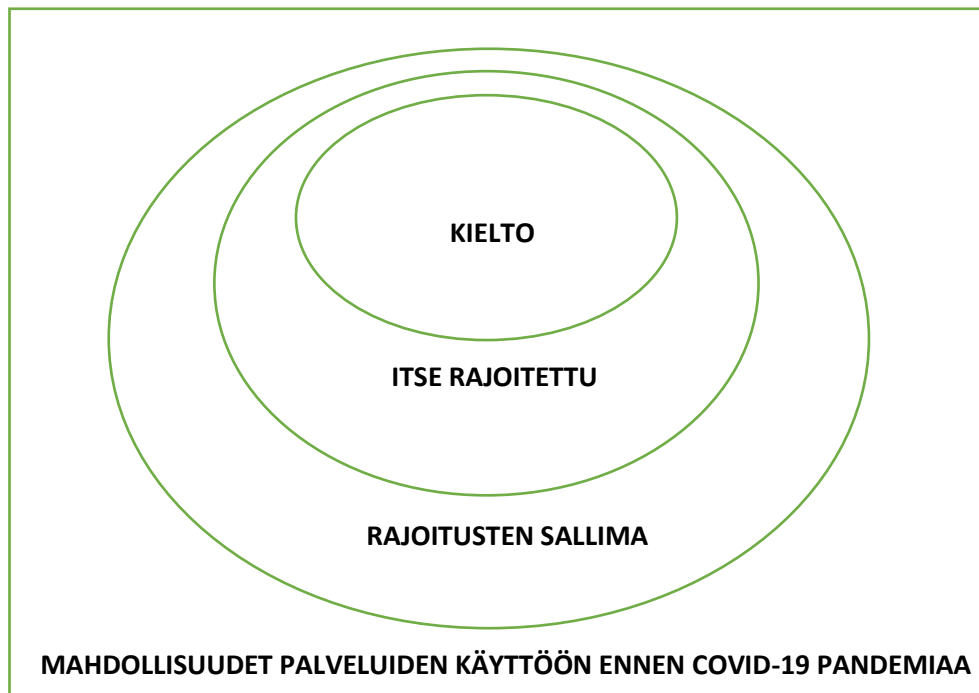 KIELTO
ITSE RAJOITETTU
RAJOITUSTEN SALLIMA
MAHDOLLISUUDET PALVELUIDEN KÄYTTÖÖN ENNEN COVID-19 PANDEMIAA